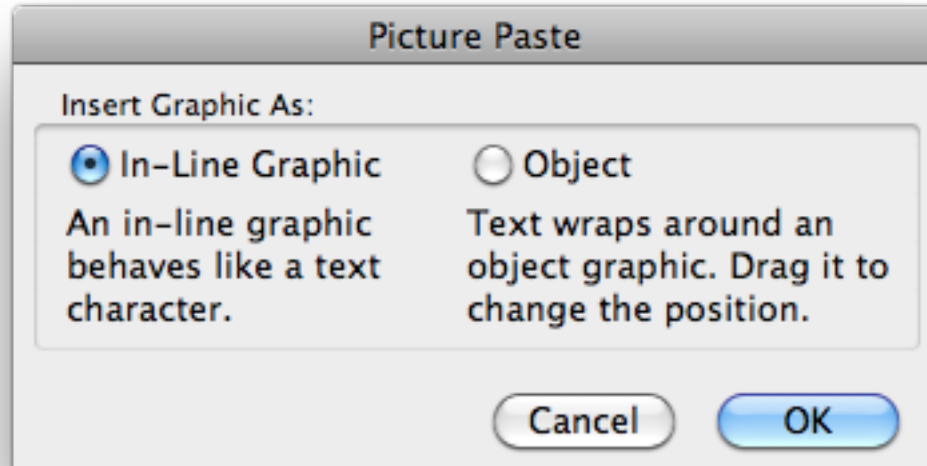 Picture Paste
Insert Graphic As:
In-Line Graphic
An in-line graphic
behaves like a text
character.
Object
Text wraps around an
object graphic. Drag it to
change the position.
Cancel
OK